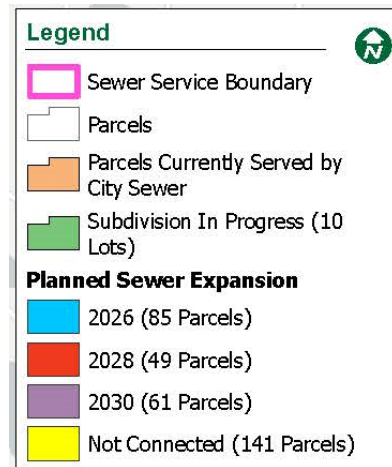 Legend
N
Sewer Service Boundary
Parcels
Parcels Currently Served by
City Sewer
Subdivision In Progress (10
Lots)
Planned Sewer Expansion
2026 (85 Parcels)
2028 (49 Parcels)
2030 (61 Parcels)
Not Connected (141 Parcels)